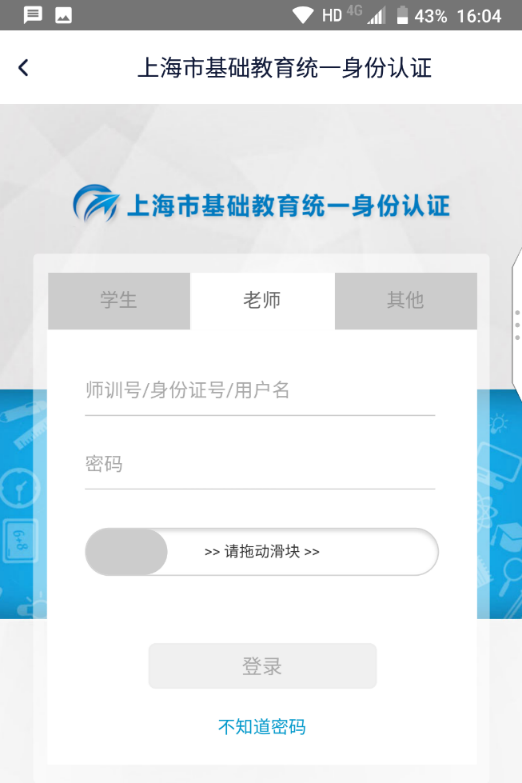 HD 4G 43% 16:04
上海市基础教育统一身份认证
上海市基础教育统一身份认证
学生 老师 其他
师训号/身份证号/用户名
密码
>> 请拖动滑块 >>
登录
不知道密码
6+8